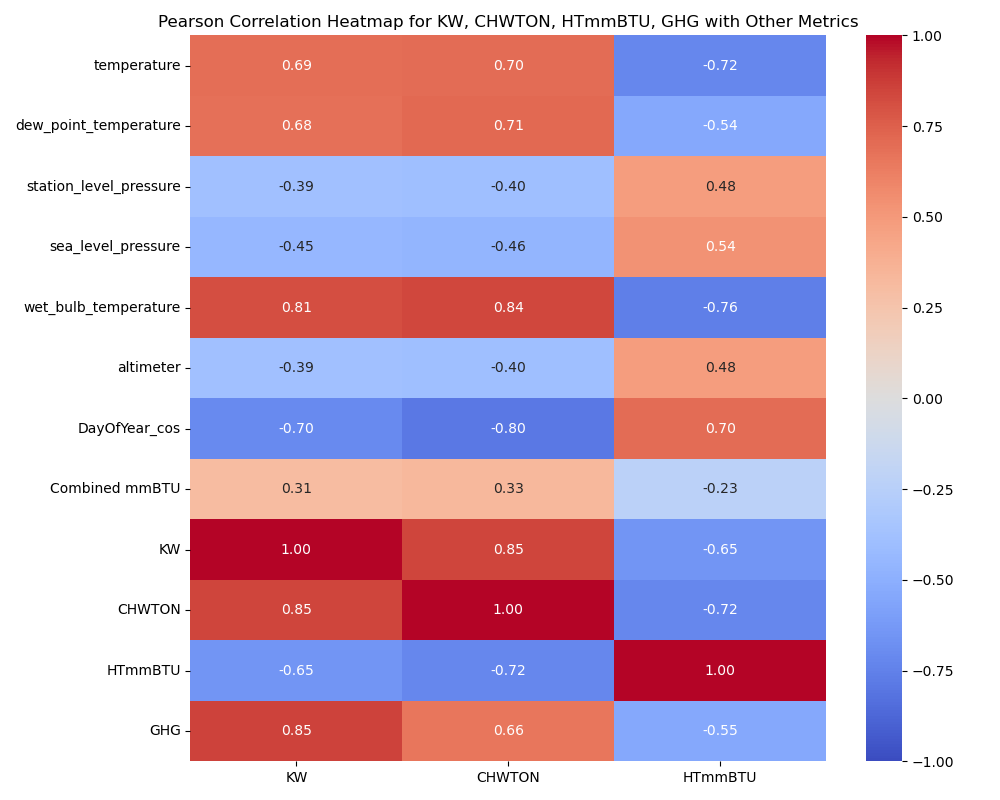 Pearson Correlation Heatmap for KW, CHWTON, HTmmBTU, GHG with Other Metrics
temperature 0.69 0.70 -0.72
dew_point_temperature 0.68 0.71 -0.54
station_level_pressure -0.39 -0.40 0.48
sea_level_pressure -0.45 -0.46 0.54
wet_bulb_temperature 0.81 0.84 -0.76
altimeter -0.39 -0.40 0.48
DayOfYear_cos -0.70 -0.80 0.70
Combined mmBTU 0.31 0.33 -0.23
KW 1.00 0.85 -0.65
CHWTON 0.85 1.00 -0.72
HTmmBTU -0.65 -0.72 1.00
GHG 0.85 0.66 -0.55
KW CHWTON HTmmBTU
1.00
0.75
0.50
0.25
0.00
−0.25
−0.50
−0.75
−1.00